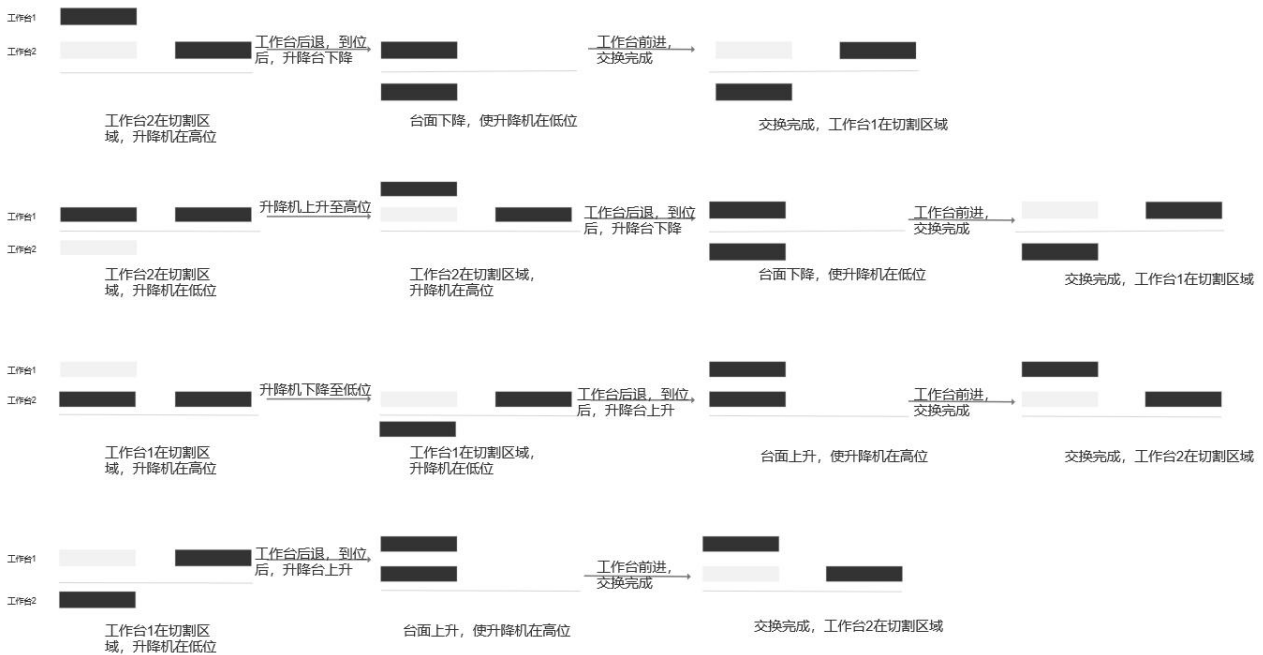 工作台1
工作台2
工作台后退，到位
后，升降台下降
工作台前进，
交换完成
工作台2在切割区
域，升降机在高位
台面下降，使升降机在低位
交换完成，工作台1在切割区域
工作台1
工作台2
升降机上升至高位
工作台后退，到位
后，升降台下降
工作台前进，
交换完成
工作台2在切割区
域，升降机在低位
工作台2在切割区域，
升降机在高位
台面下降，使升降机在低位
交换完成，工作台1在切割区域
工作台1
工作台2
升降机下降至低位
工作台后退，到位
后，升降台上升
工作台前进，
交换完成
工作台1在切割区
域，升降机在高位
工作台1在切割区域，
升降机在低位
台面上升，使升降机在高位
交换完成，工作台2在切割区域
工作台1
工作台2
工作台后退，到位
后，升降台上升
工作台前进，
交换完成
工作台1在切割区
域，升降机在低位
台面上升，使升降机在高位
交换完成，工作台2在切割区域